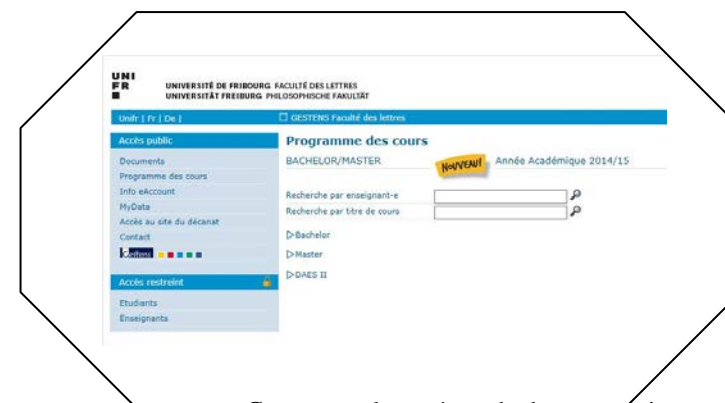 UNI
FR
UNIVERSITÉ DE FRIBOURG FACULTÉ DES LETTRES
UNIVERSITÄT FREIBURG PHILOSOPHISCHE FAKULTÄT
Unifr | Fr | De |
GESTENS Faculté des lettres
Accès public
Documents
Programme des cours
Info eAccount
MyData
Accès au site du décanat
Contact
Gestens
Accès restreint
Etudiants
Enseignants
Programme des cours
BACHELOR/MASTER
NOUVEAU!
Année Académique 2014/15
Recherche par enseignant-e
Recherche par titre de cours
Bachelor
Master
DAES II